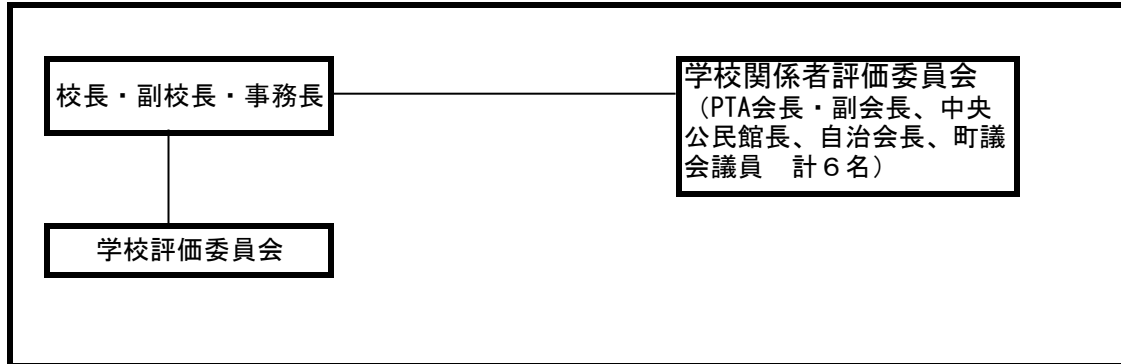 校長・副校長・事務長
学校関係者評価委員会
（PTA会長・副会長、中央
公民館長、自治会長、町議
会議員　計６名）
学校評価委員会